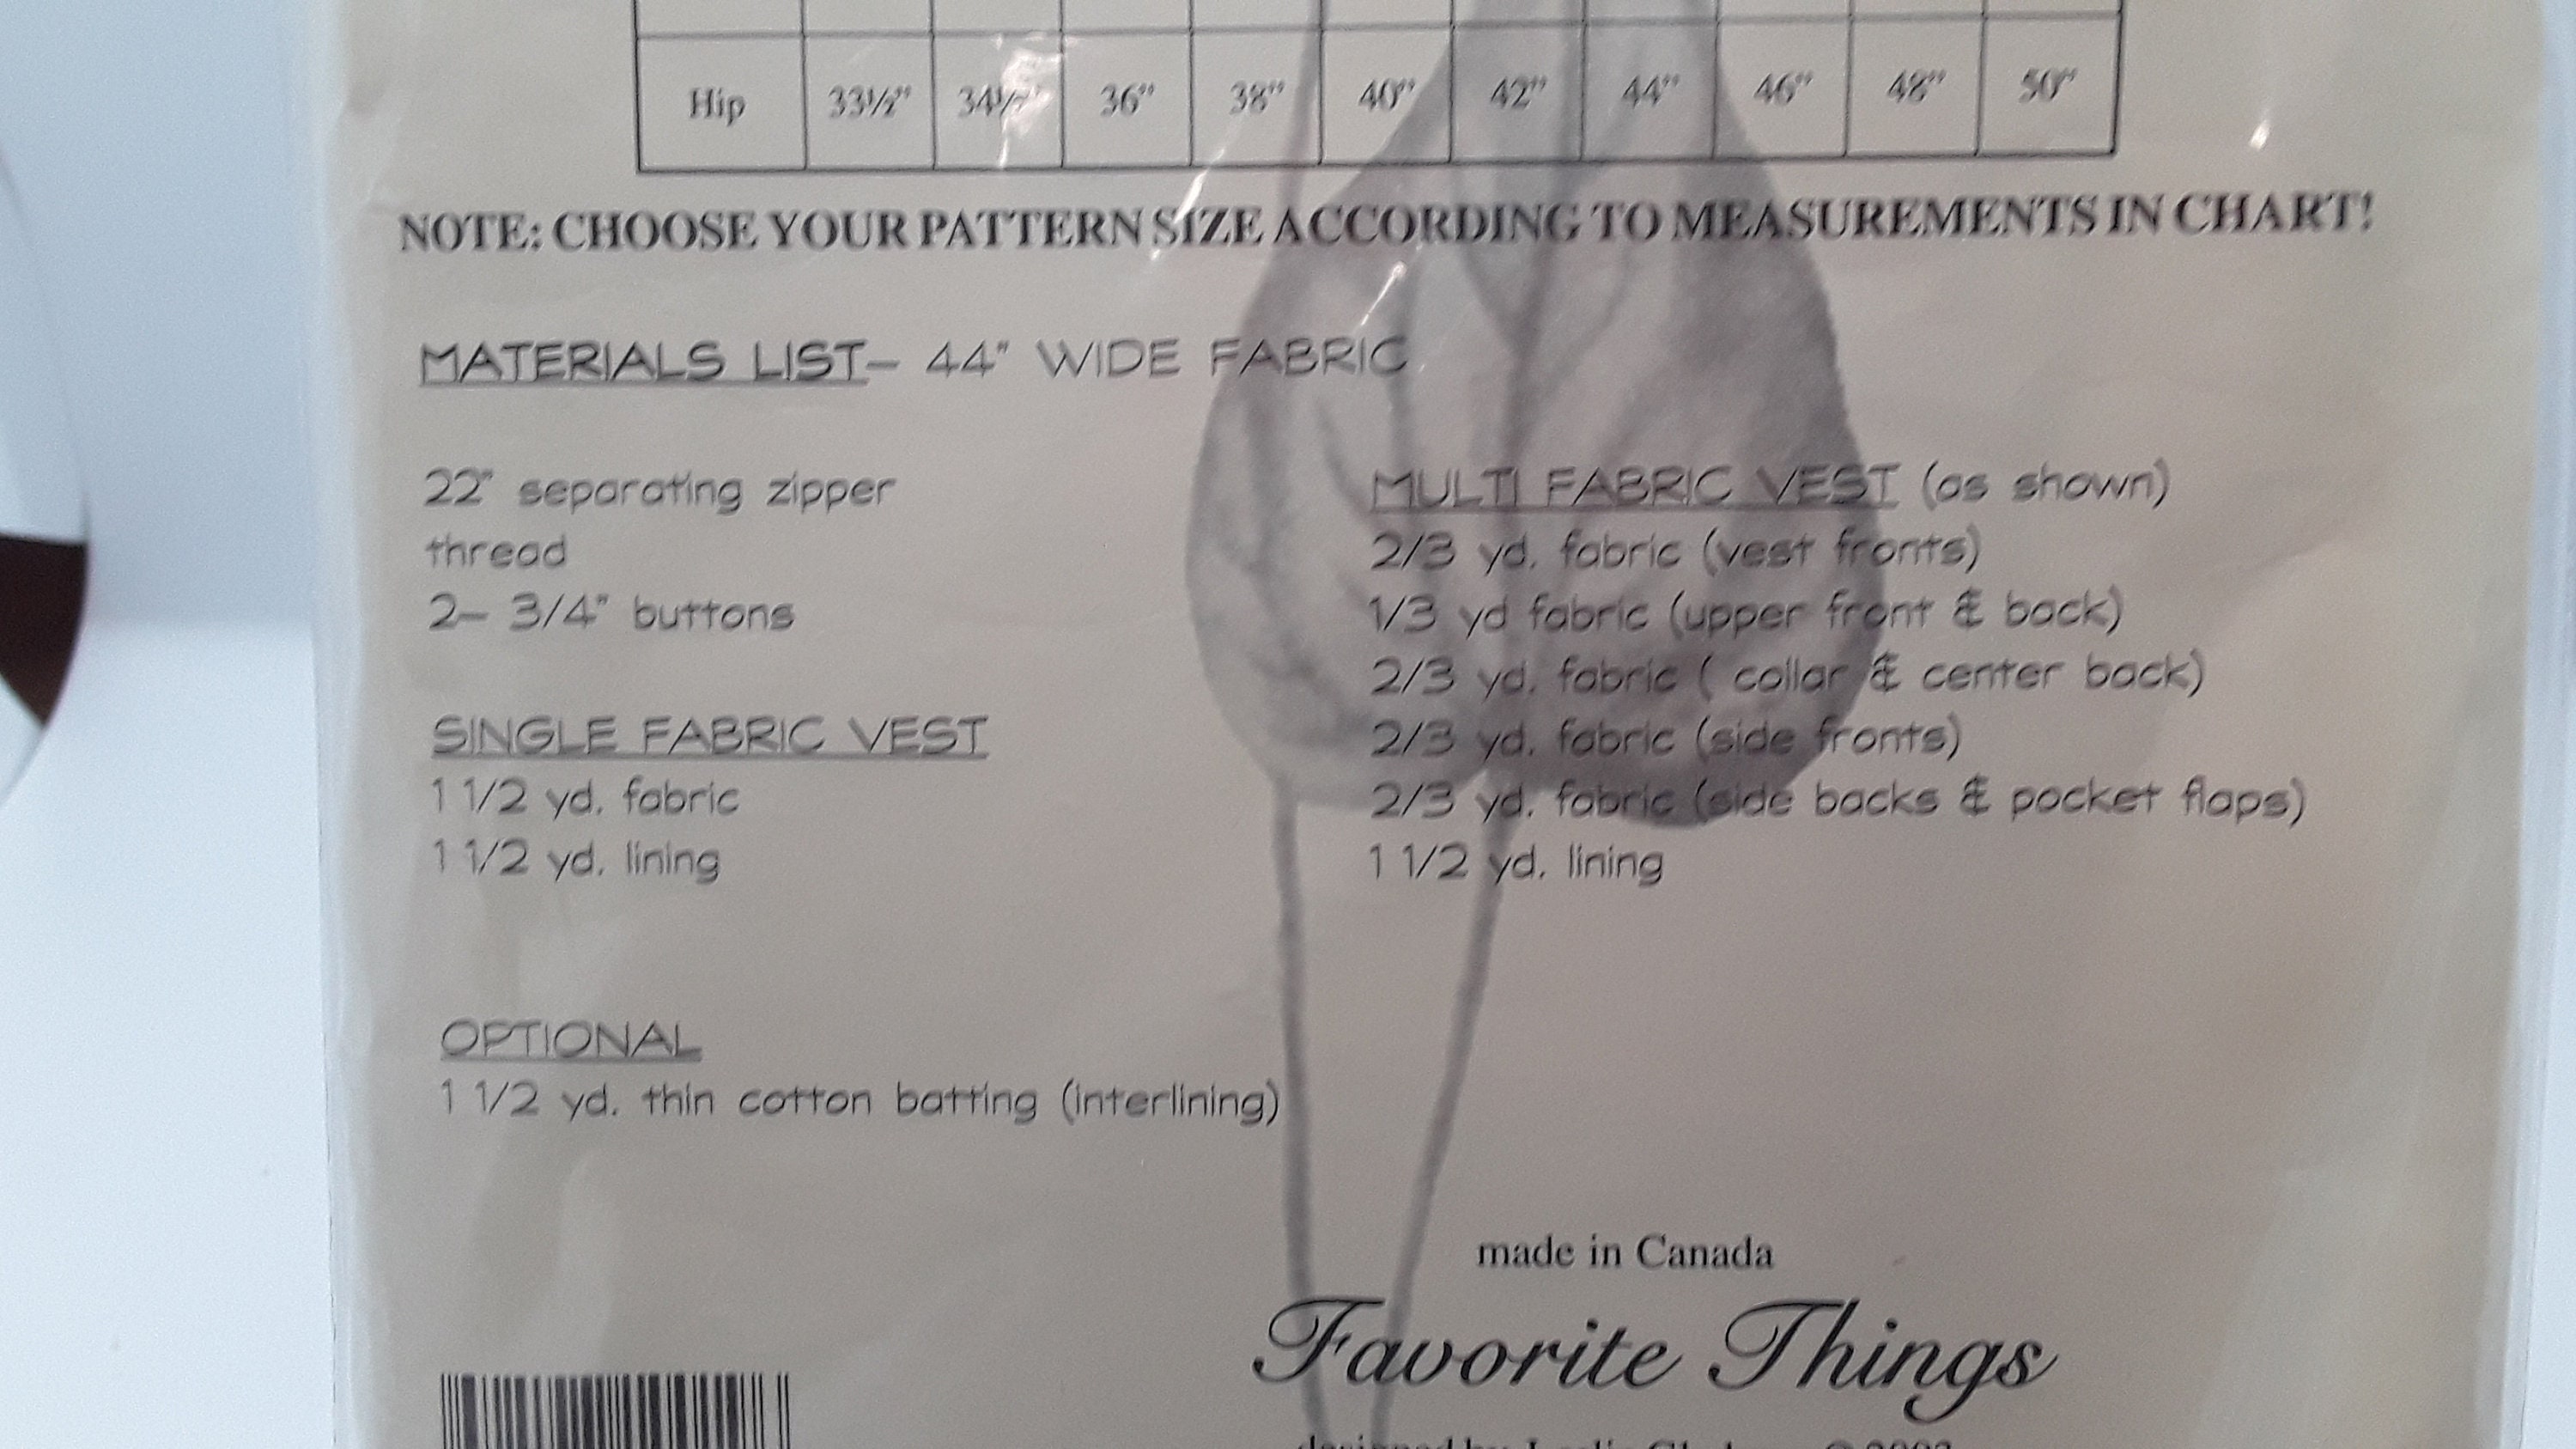 Hip 33½" 34½" 36" 38" 40" 42" 44" 46" 48" 50"
NOTE: CHOOSE YOUR PATTERN SIZE ACCORDING TO MEASUREMENTS IN CHART!
MATERIALS LIST– 44" WIDE FABRIC
22" separating zipper
thread
2– 3/4" buttons
SINGLE FABRIC VEST
1 1/2 yd. fabric
1 1/2 yd. lining
OPTIONAL
1 1/2 yd. thin cotton batting (interlining)
MULTI FABRIC VEST (as shown)
2/3 yd. fabric (vest fronts)
1/3 yd fabric (upper front & back)
2/3 yd. fabric ( collar & center back)
2/3 yd. fabric (side fronts)
2/3 yd. fabric (side backs & pocket flaps)
1 1/2 yd. lining
made in Canada
Favorite Things